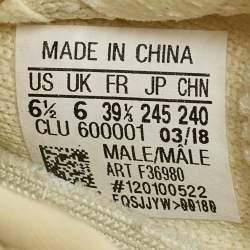 MADE IN CHINA
US UK FR JP CHN
6½ 6 39⅓ 245 240
CLU 600001 03/18
MALE/MÂLE
ART F36980
#120100522
EQSJJYW>00180